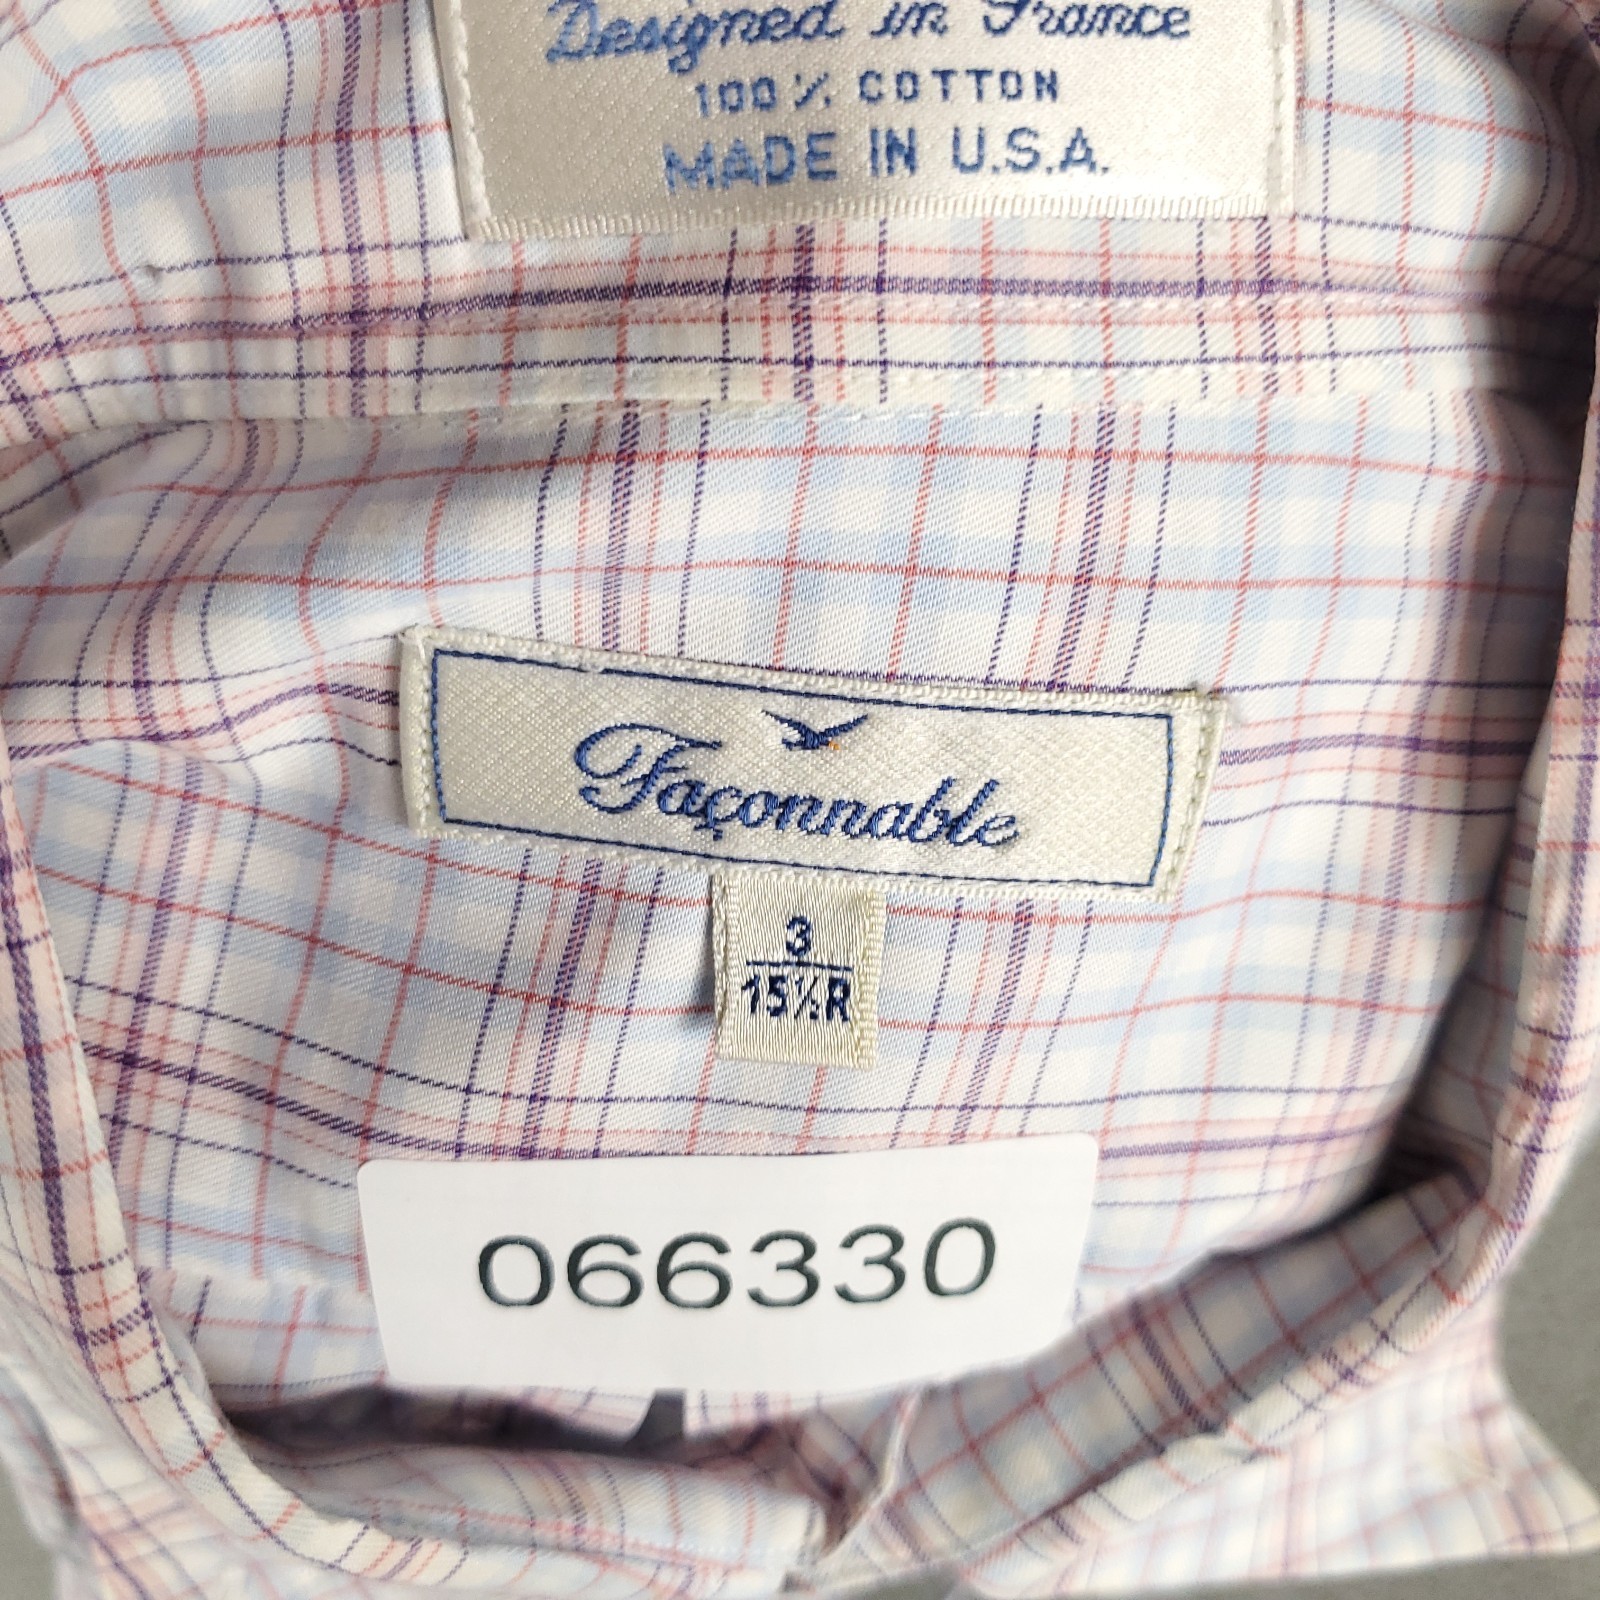 Designed in France
100% COTTON
MADE IN U.S.A.
Façonnable
3
15½R
066330